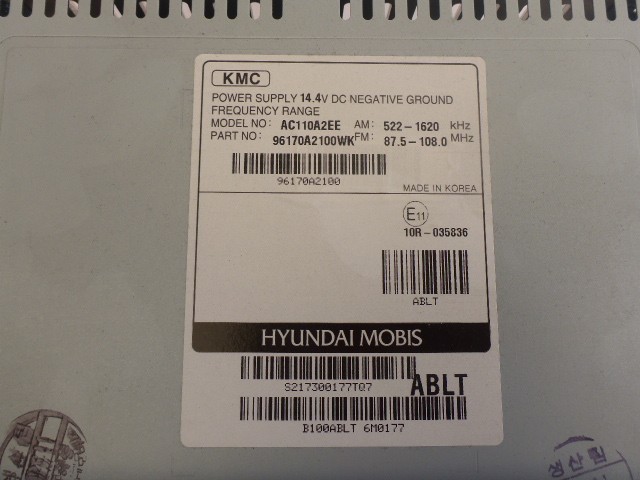 KMC
POWER SUPPLY 14.4V DC NEGATIVE GROUND
FREQUENCY RANGE
MODEL NO: AC110A2EE AM: 522-1620 kHz
PART NO: 96170A2100WK FM: 87.5-108.0 MHz
96170A2100
MADE IN KOREA
E11
10R-035836
ABLT
HYUNDAI MOBIS
S217300177TQ7 ABLT
B100ABLT 6M0177
생산팀